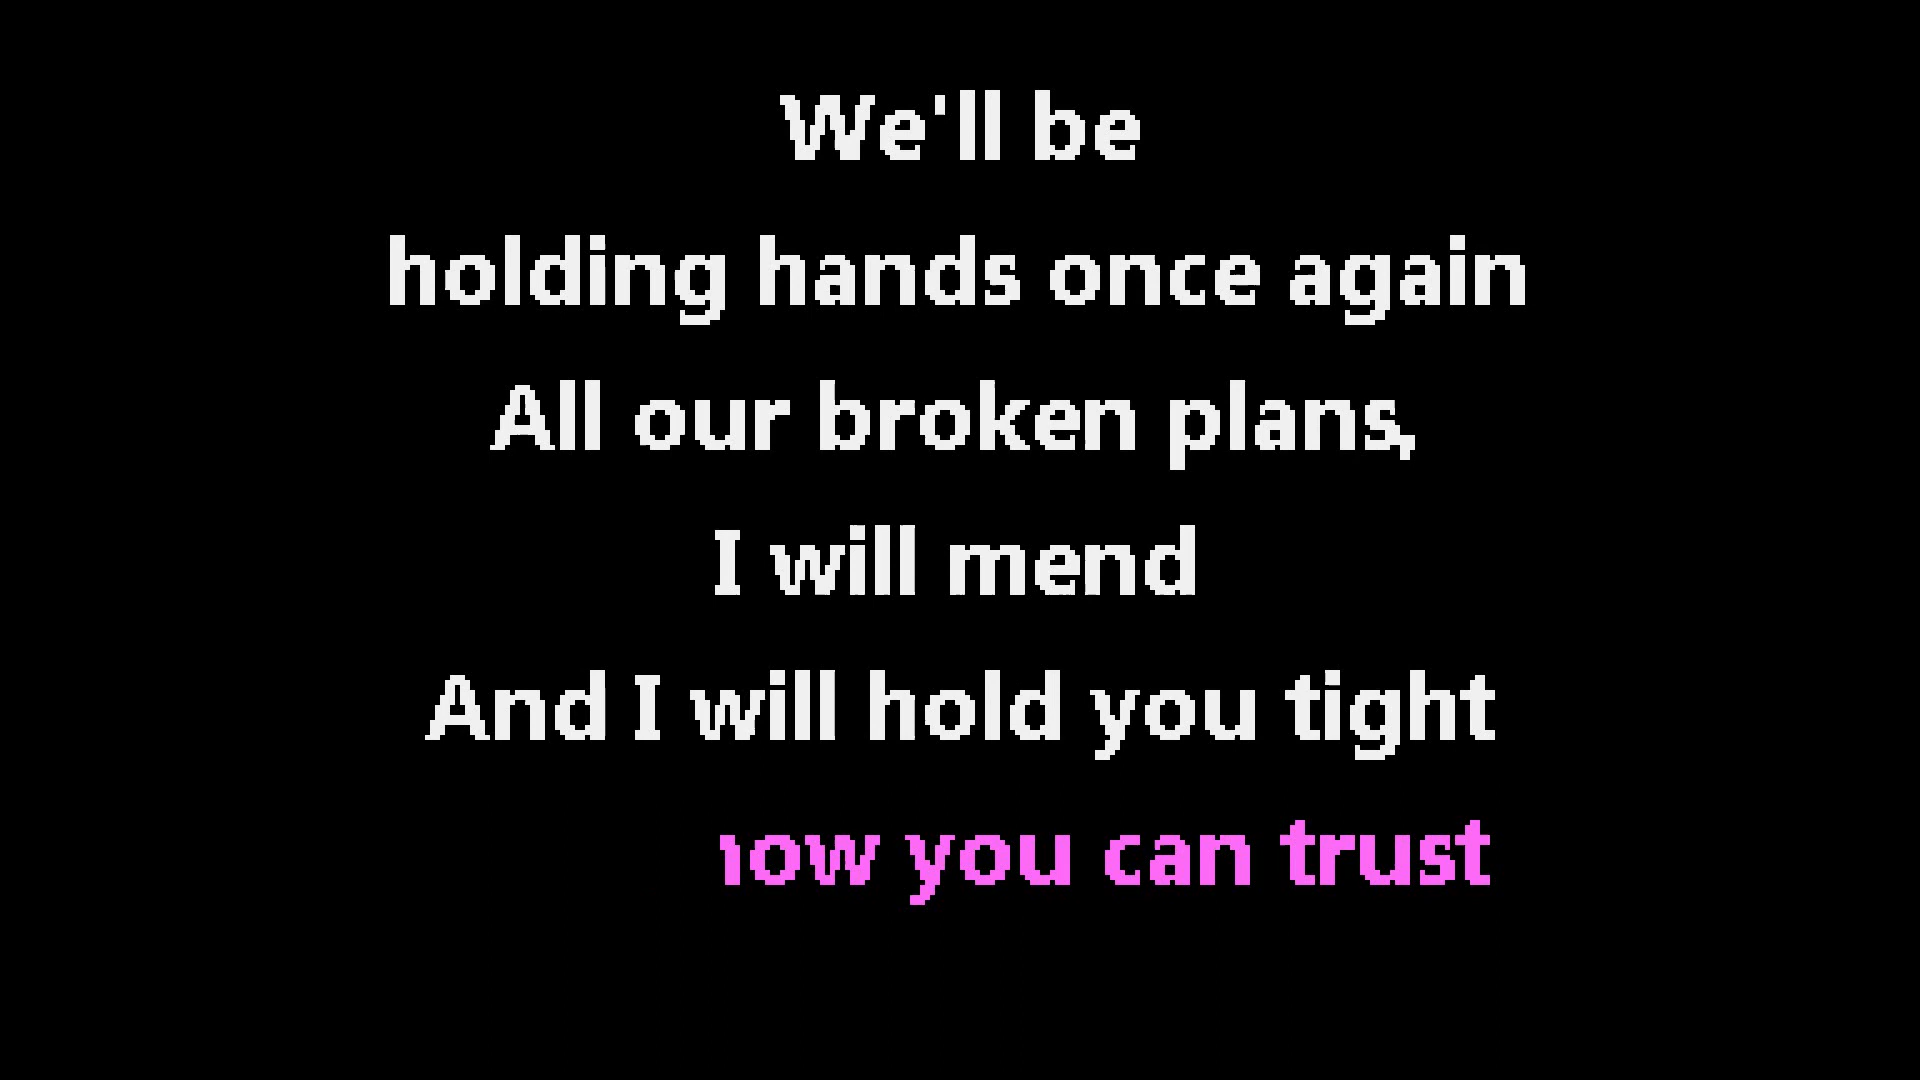 We'll be
holding hands once again
All our broken plans,
I will mend
And I will hold you tight
you can trust